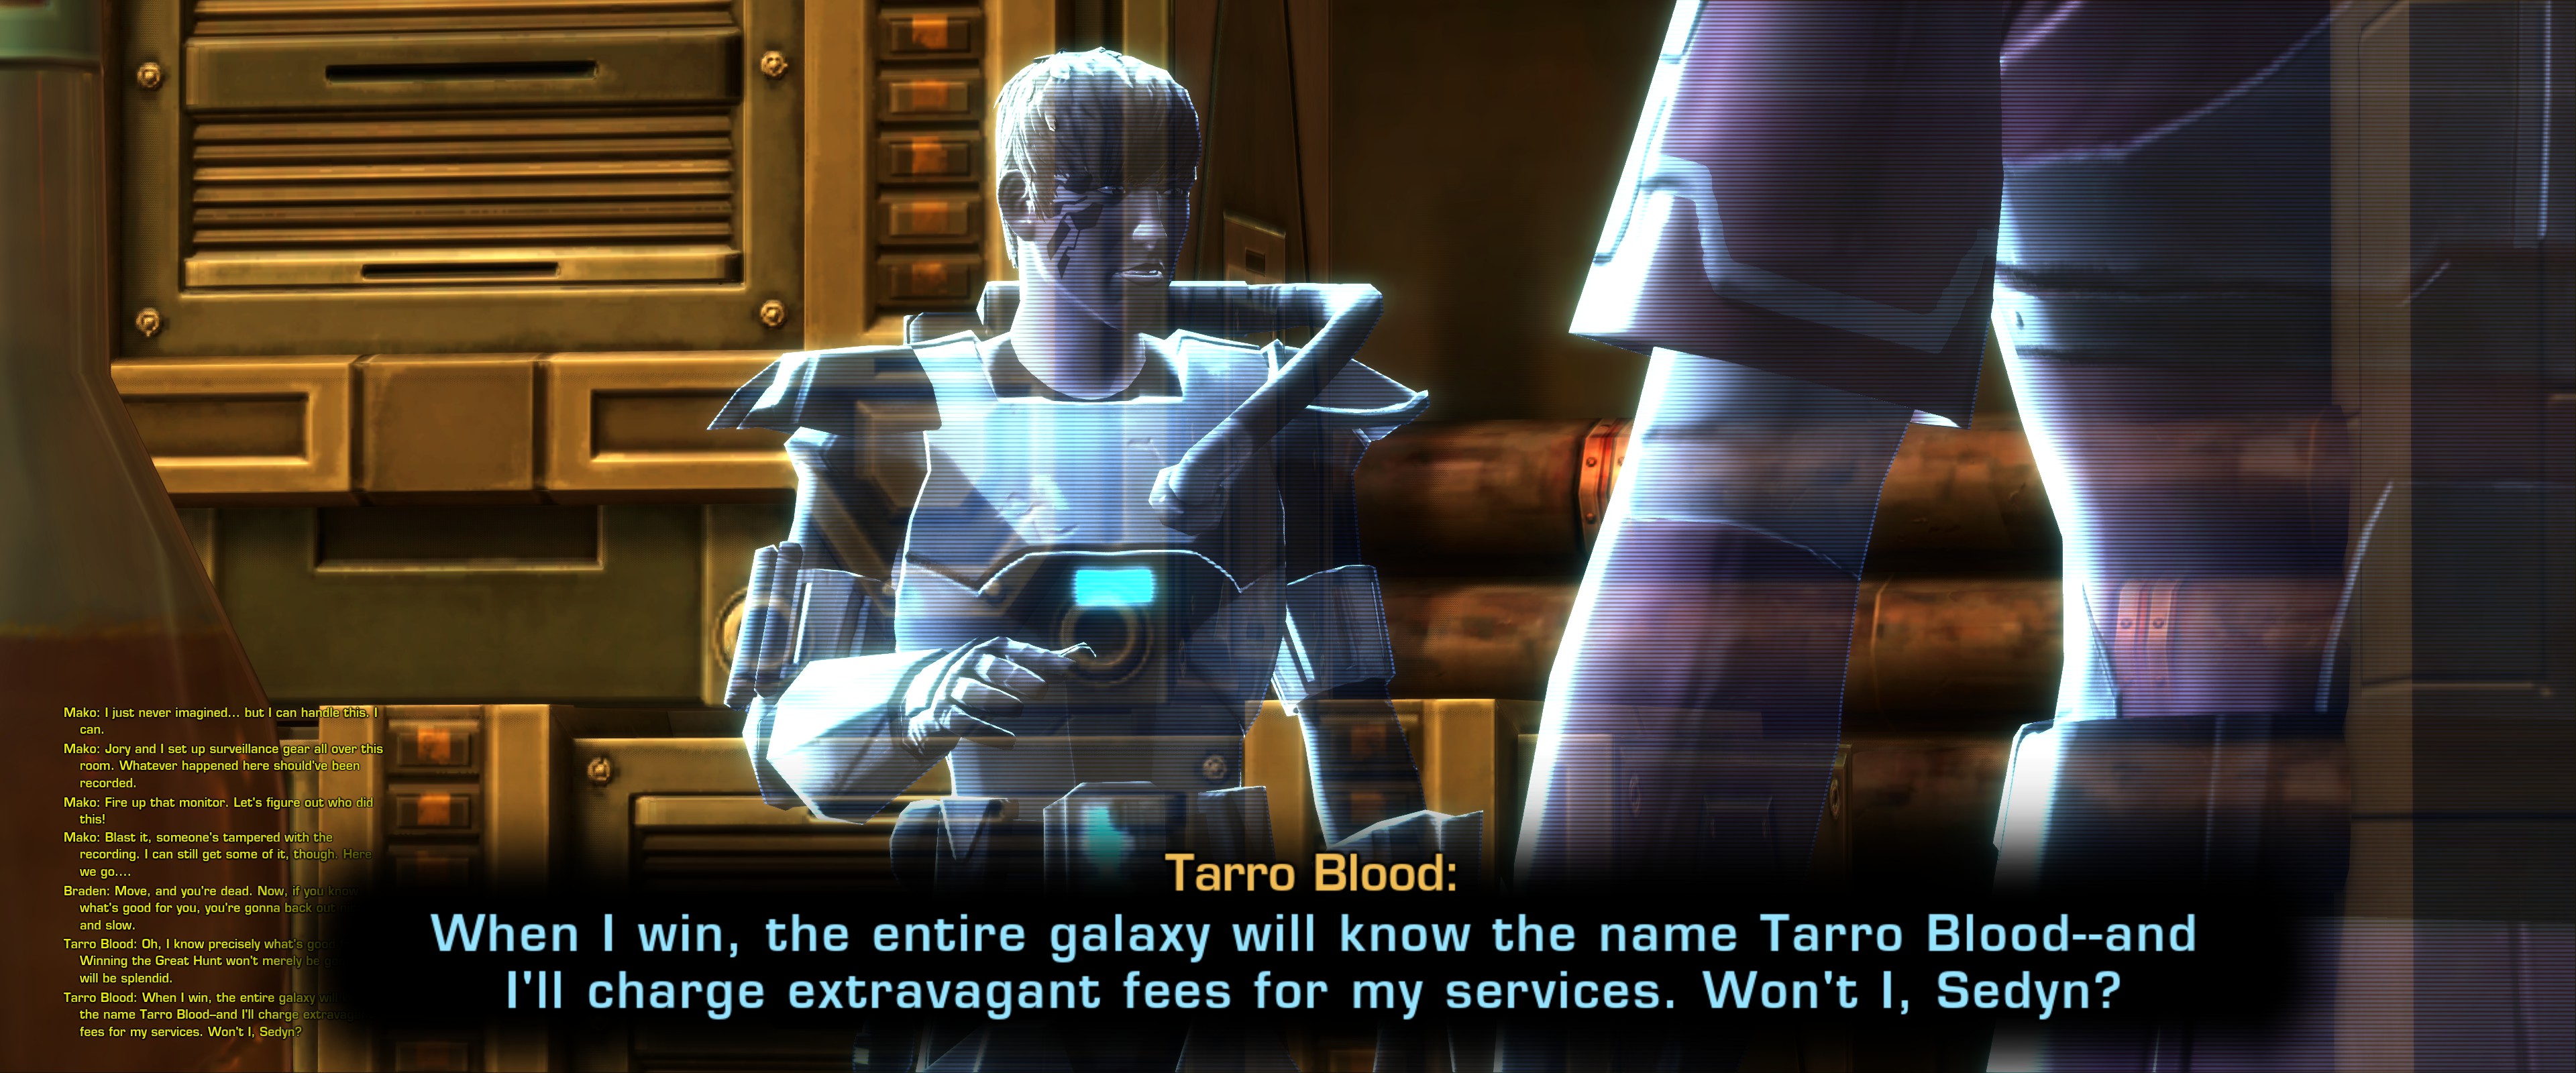 Mako: I just never imagined... but I can handle this. I
can.
Mako: Jory and I set up surveillance gear all over this
room. Whatever happened here should've been
recorded.
Mako: Fire up that monitor. Let's figure out who did
this!
Mako: Blast it, someone's tampered with the
recording. I can still get some of it, though. Here
we go....
Braden: Move, and you're dead. Now, if you know
what's good for you, you're gonna back out
and slow.
Tarro Blood: Oh, I know precisely what's good
Winning the Great Hunt won't merely be
will be splendid.
Tarro Blood: When I win, the entire galaxy will
the name Tarro Blood--and I'll charge extravagant
fees for my services. Won't I, Sedyn?
Tarro Blood:
When I win, the entire galaxy will know the name Tarro Blood--and
I'll charge extravagant fees for my services. Won't I, Sedyn?